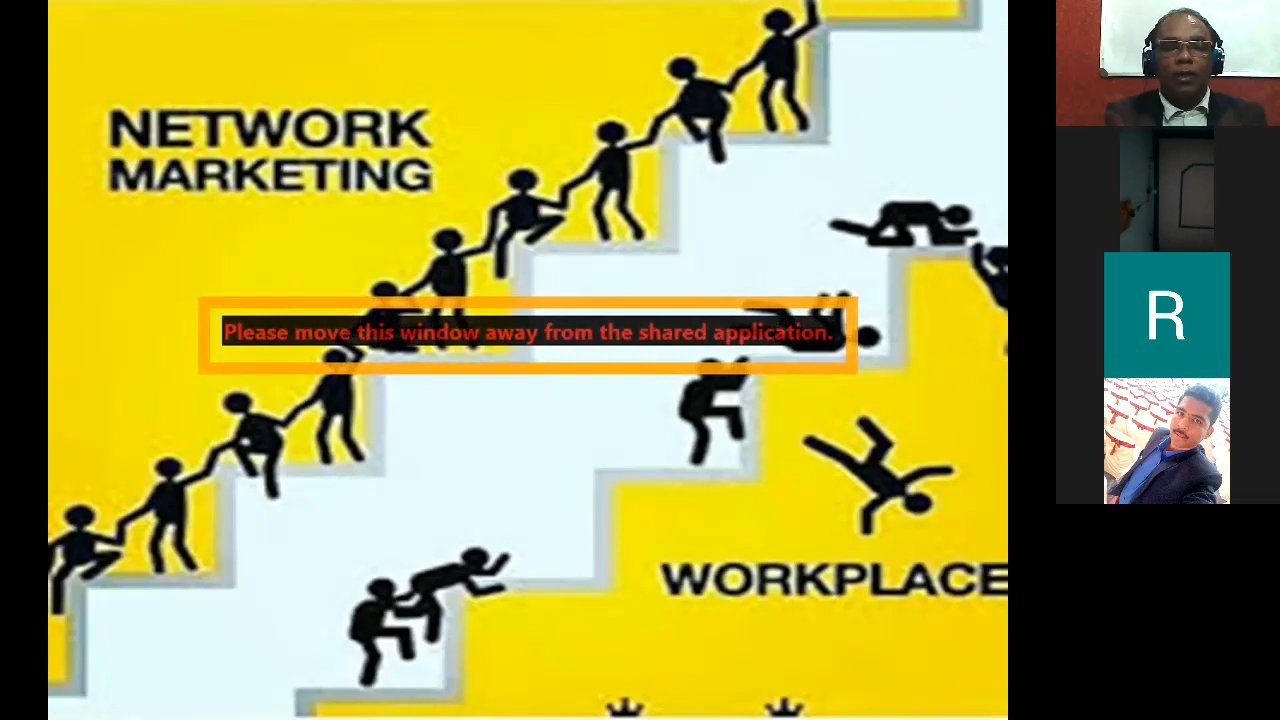 NETWORK
MARKETING
Please move this window away from the shared application.
WORKPLACE
R